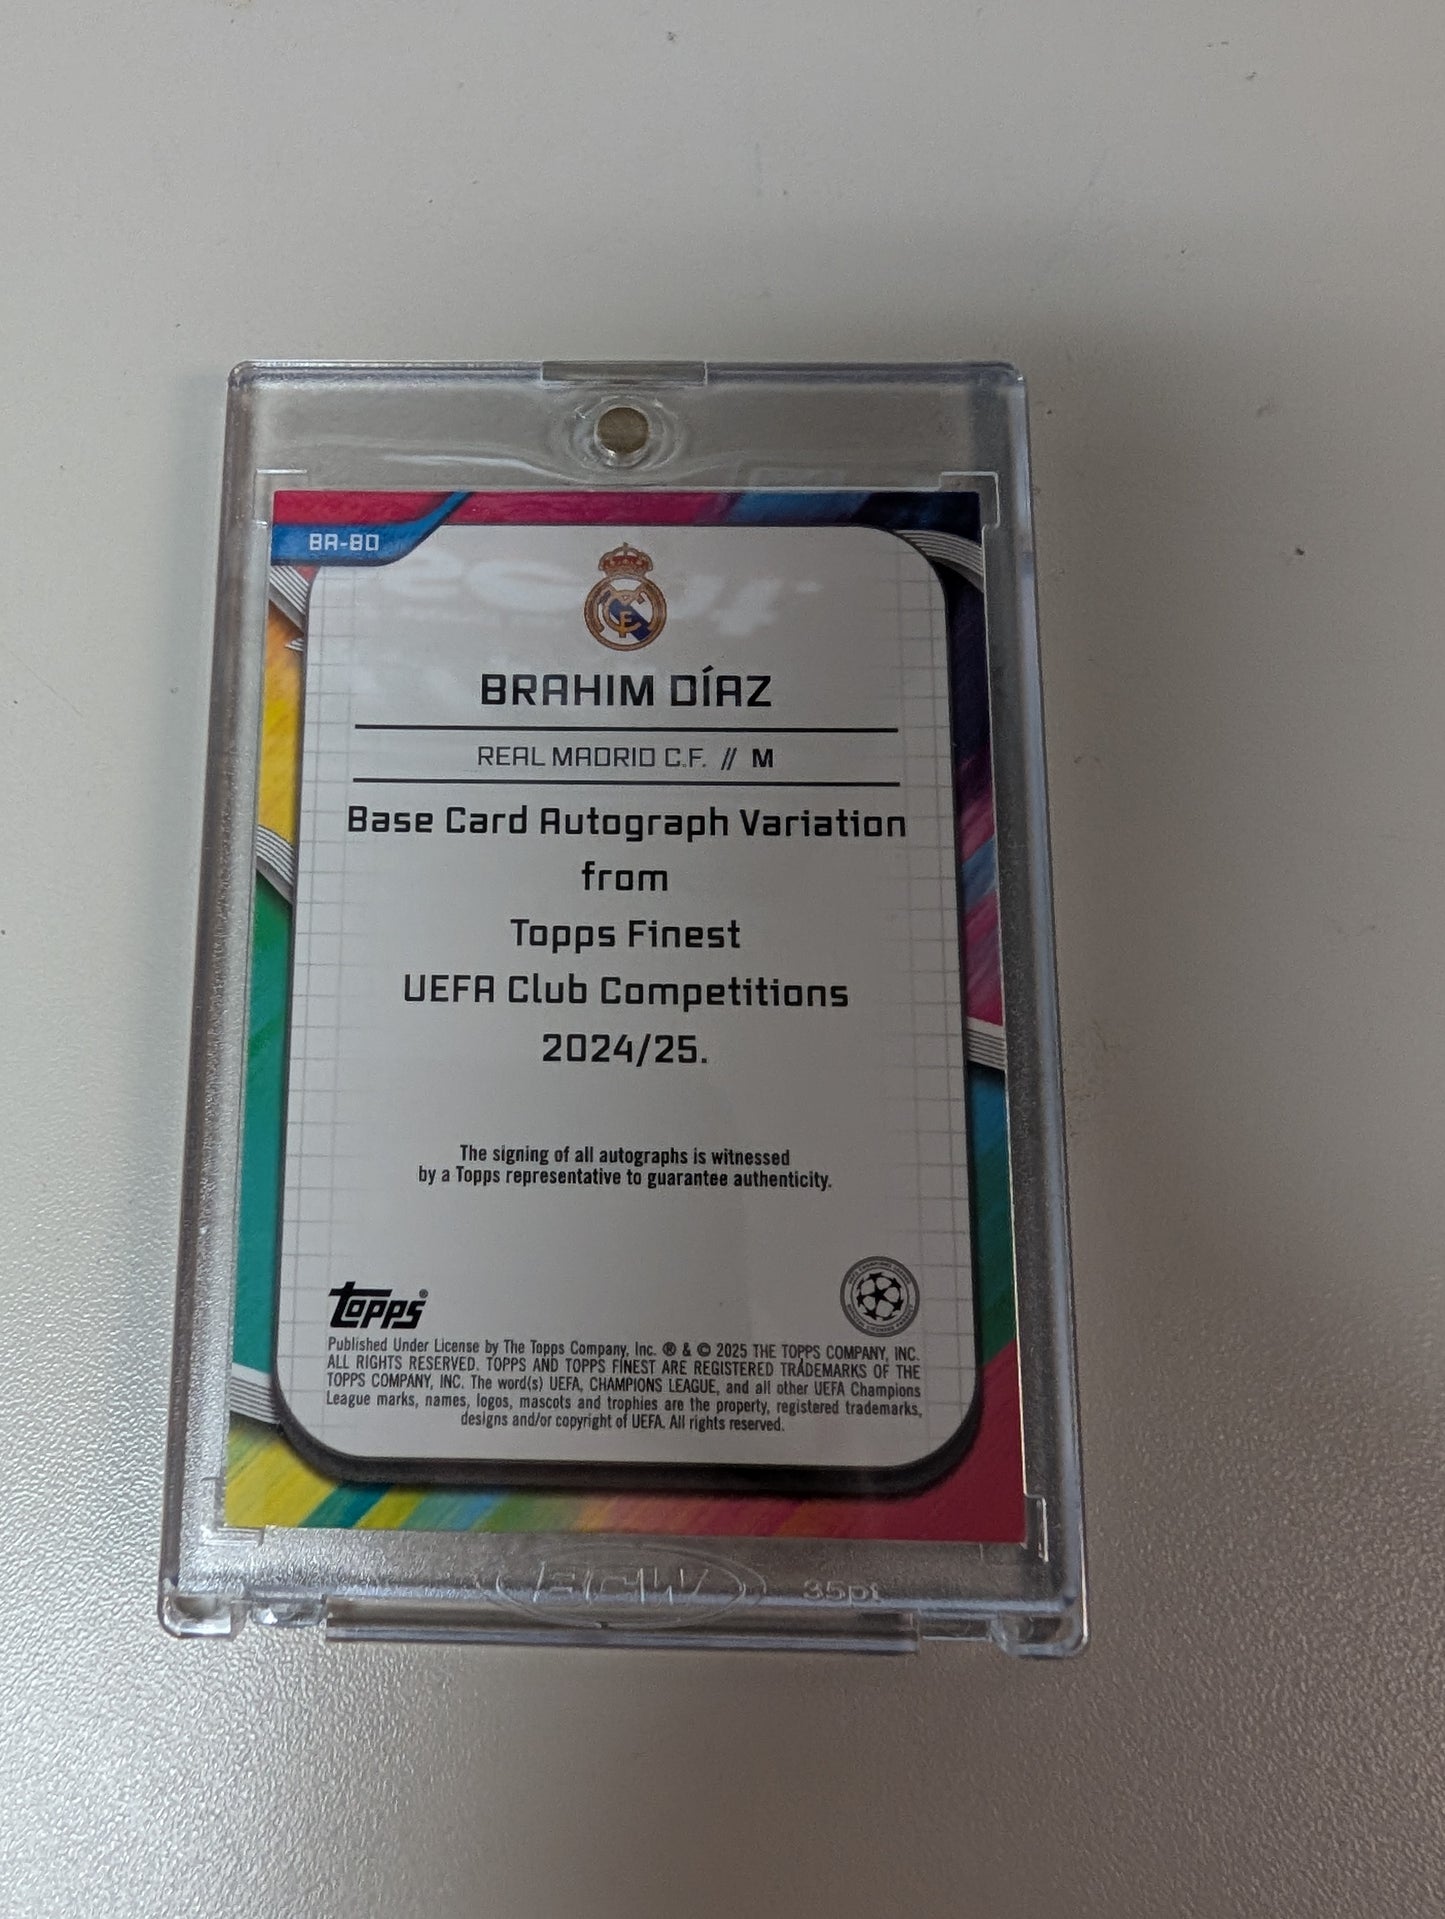 BA-BD
BRAHIM DÍAZ
REAL MADRID C.F. // M
Base Card Autograph Variation
from
Topps Finest
UEFA Club Competitions
2024/25.
The signing of all autographs is witnessed
by a Topps representative to guarantee authenticity.
topps®
Published Under License by The Topps Company, Inc. ® & © 2025 THE TOPPS COMPANY, INC.
ALL RIGHTS RESERVED. TOPPS AND TOPPS FINEST ARE REGISTERED TRADEMARKS OF THE
TOPPS COMPANY, INC. The word(s) UEFA, CHAMPIONS LEAGUE, and all other UEFA Champions
League marks, names, logos, mascots and trophies are the property, registered trademarks,
designs and/or copyright of UEFA. All rights reserved.
BCW 35pt